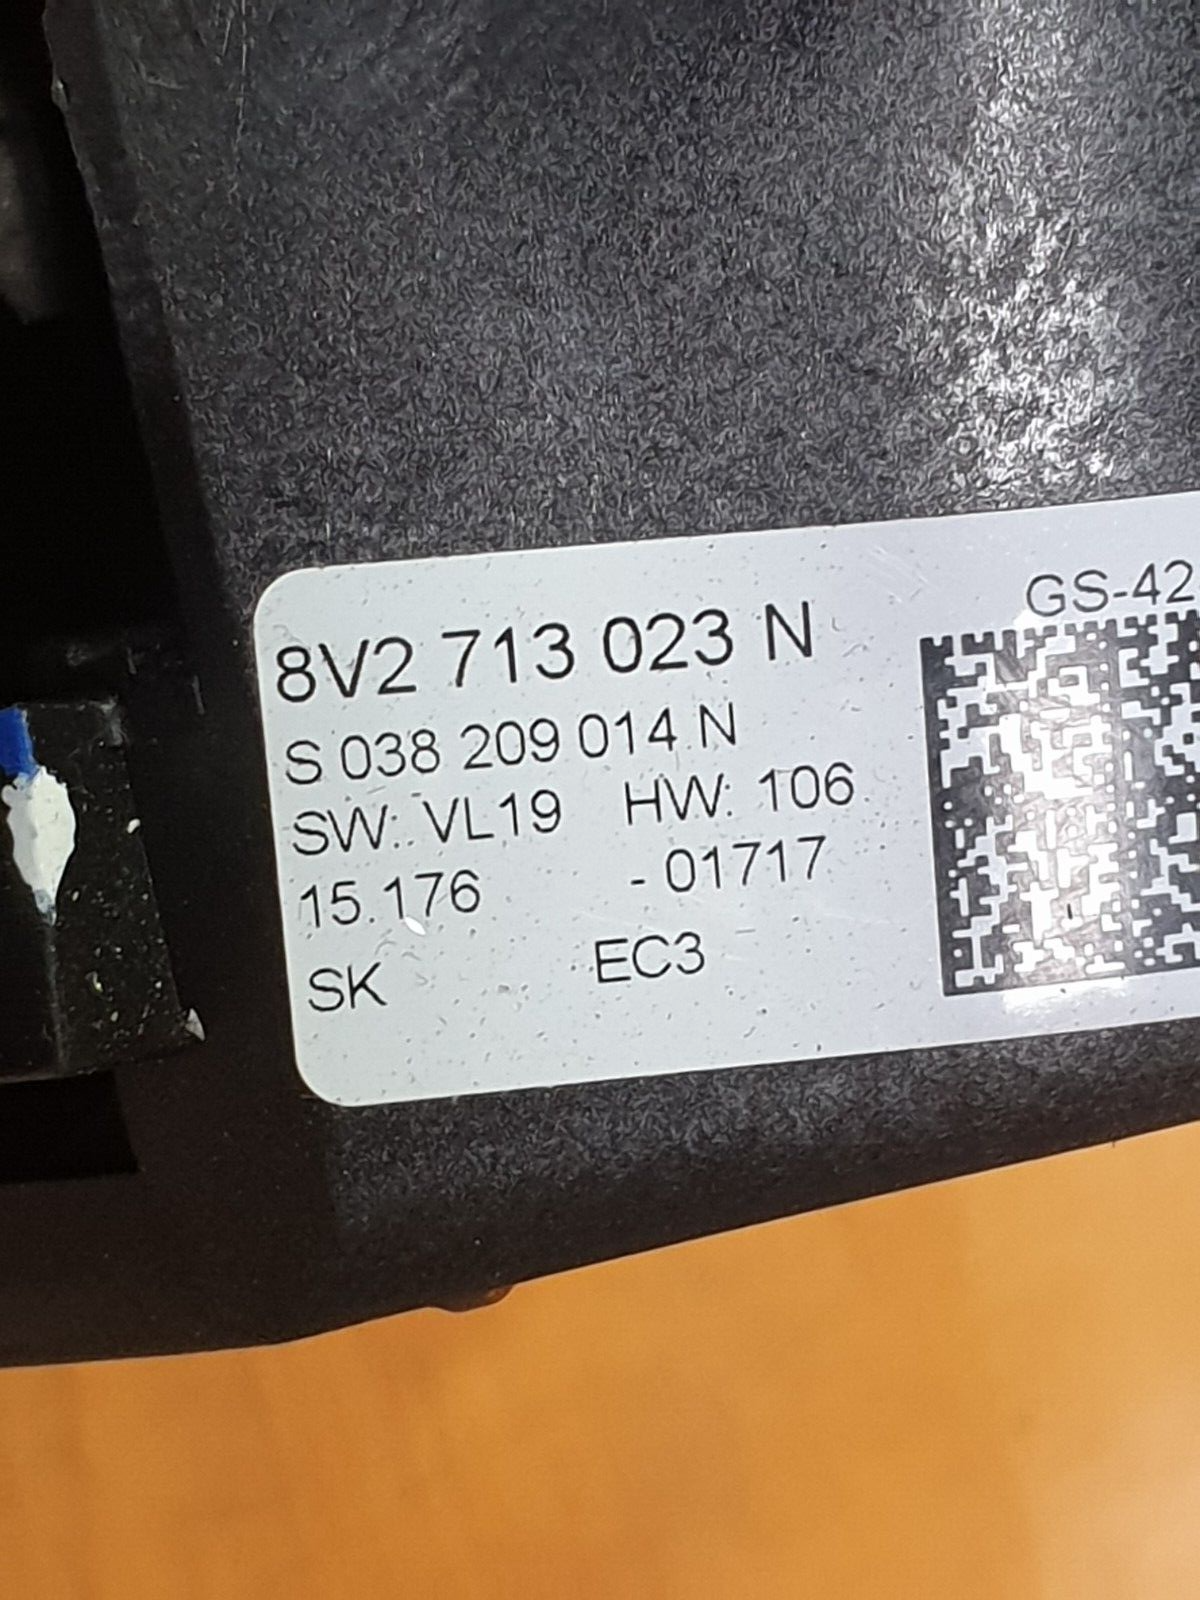 GS-42
8V2 713 023 N
S 038 209 014 N
SW: VL19 HW: 106
15.176 - 01717
SK EC3